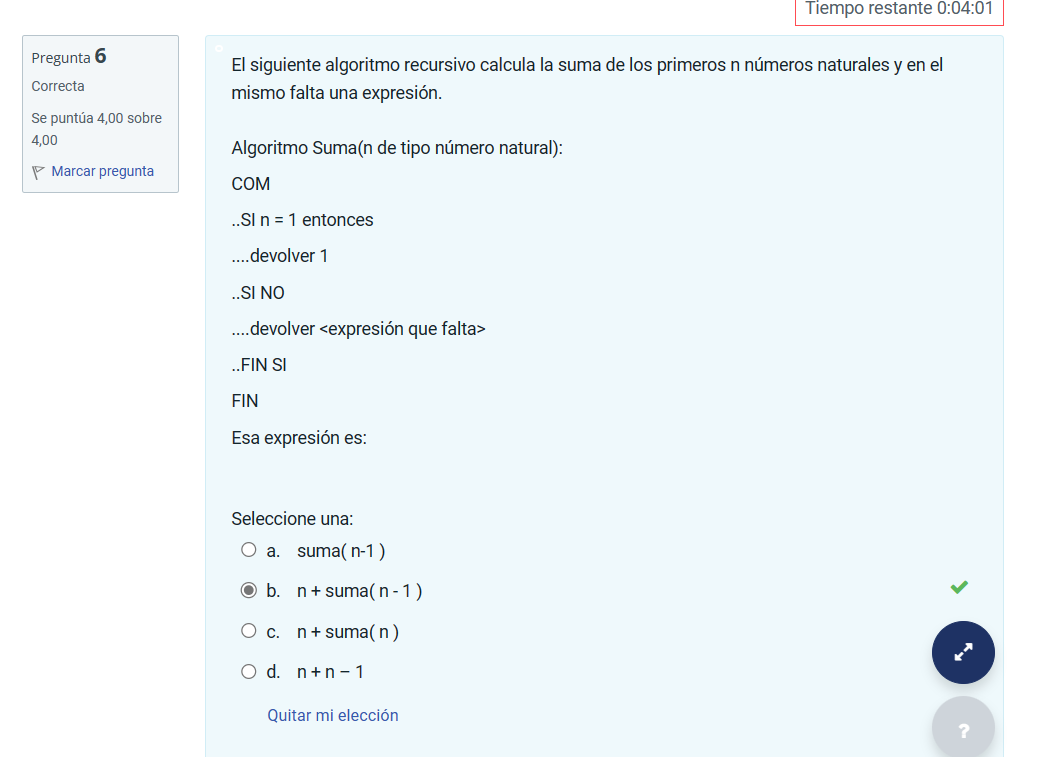 Tiempo restante 0:04:01
Pregunta 6
Correcta
Se puntúa 4,00 sobre
4,00
Marcar pregunta
El siguiente algoritmo recursivo calcula la suma de los primeros n números naturales y en el
mismo falta una expresión.
Algoritmo Suma(n de tipo número natural):
COM
..SI n = 1 entonces
....devolver 1
..SI NO
....devolver <expresión que falta>
..FIN SI
FIN
Esa expresión es:
Seleccione una:
a. suma( n-1 )
b. n + suma( n - 1 )
c. n + suma( n )
d. n + n – 1
Quitar mi elección
?